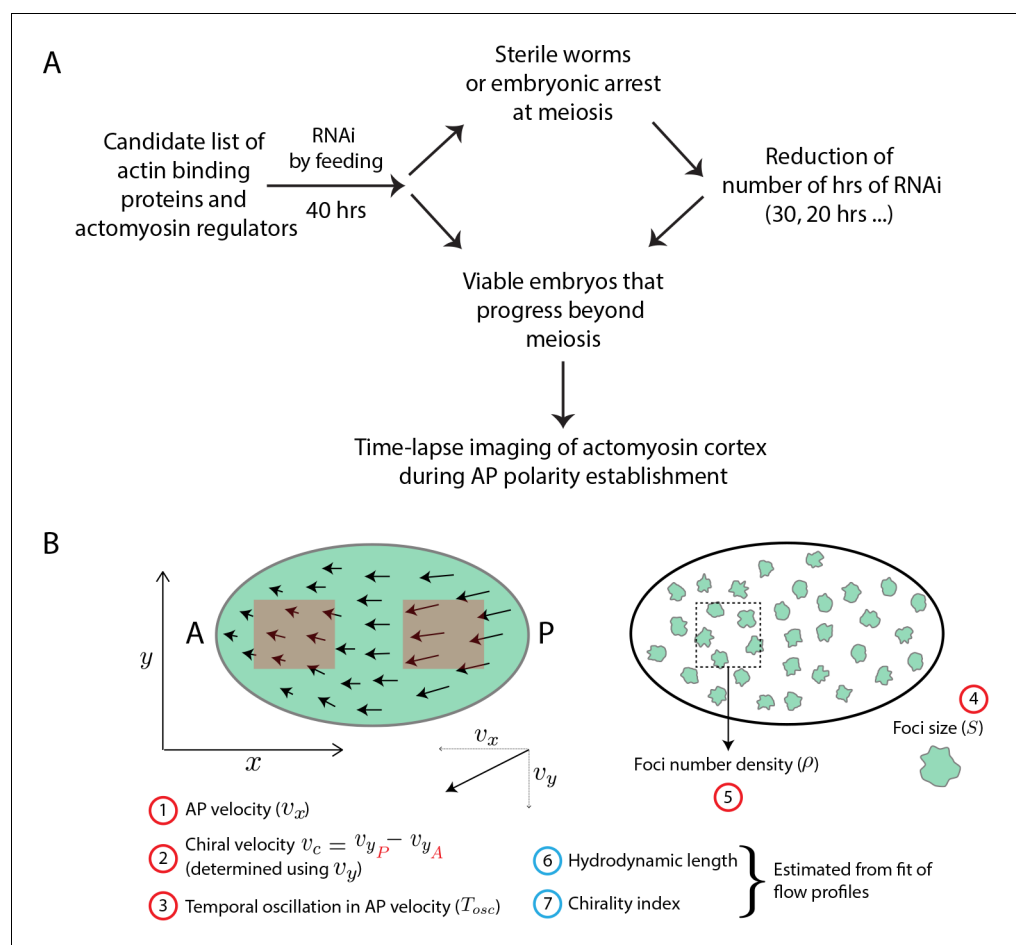 A
Sterile worms
or embryonic arrest
at meiosis
Candidate list of
actin binding
proteins and
actomyosin regulators
RNAi
by feeding
40 hrs
Reduction of
number of hrs of RNAi
(30, 20 hrs ...)
Viable embryos that
progress beyond
meiosis
Time-lapse imaging of actomyosin cortex
during AP polarity establishment
B
A
P
y
x
v_x
v_y
4
Foci size (S)
Foci number density (ρ)
5
1 AP velocity (v_x)
2 Chiral velocity v_c = v_{y_P} − v_{y_A}
(determined using v_y)
3 Temporal oscillation in AP velocity (T_{osc})
6 Hydrodynamic length
7 Chirality index
Estimated from fit of
flow profiles